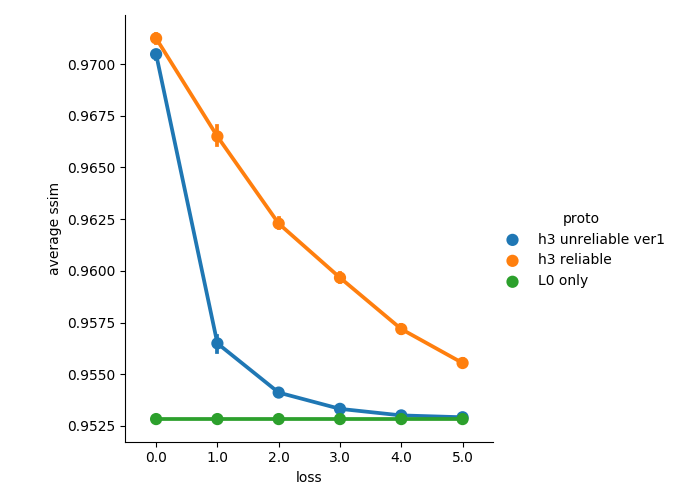 average ssim
0.9700
0.9675
0.9650
0.9625
0.9600
0.9575
0.9550
0.9525
0.0 1.0 2.0 3.0 4.0 5.0
loss
proto
h3 unreliable ver1
h3 reliable
L0 only